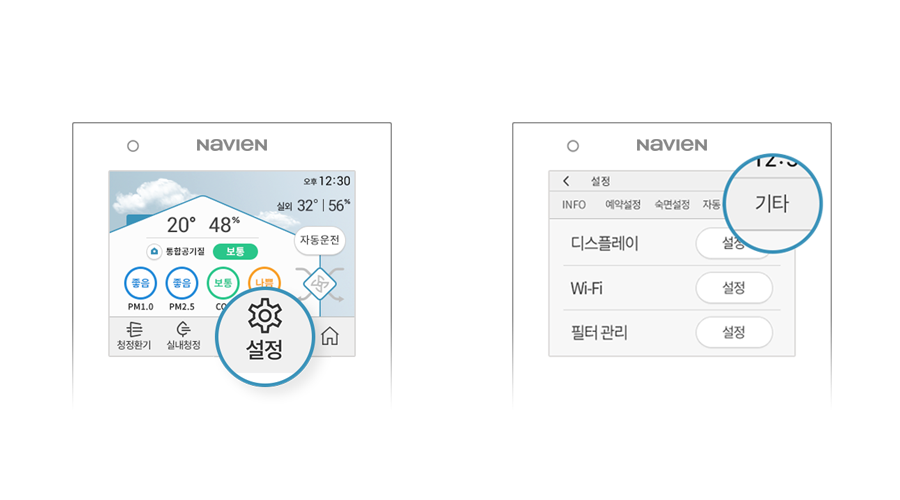 NAVIEN
오후 12:30
실외 32° | 56%
20° 48%
자동운전
통합공기질 보통
좋음 좋음 보통 나쁨
PM1.0 PM2.5
설정
청정환기 실내청정
NAVIEN
설정
INFO 예약설정 숙면설정 자동
기타
디스플레이 설정
Wi-Fi 설정
필터 관리 설정